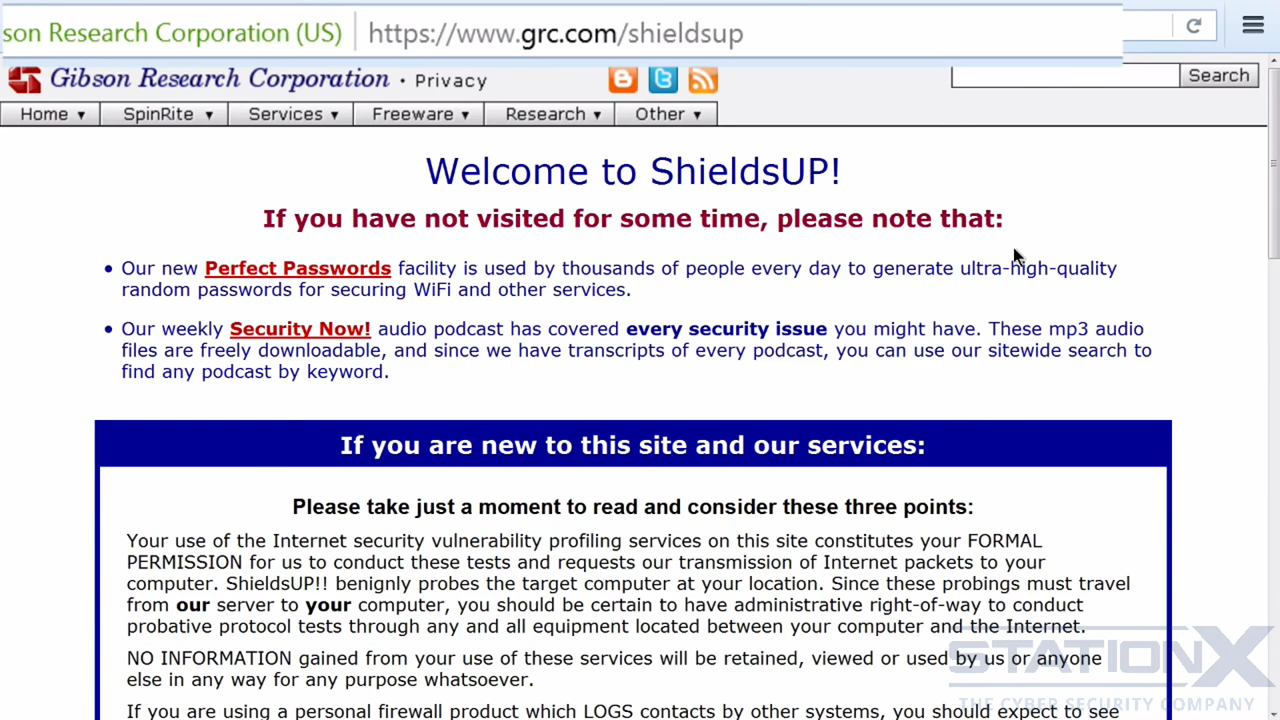 son Research Corporation (US) https://www.grc.com/shieldsup
Gibson Research Corporation · Privacy
Search
Home ▾ SpinRite ▾ Services ▾ Freeware ▾ Research ▾ Other ▾
Welcome to ShieldsUP!
If you have not visited for some time, please note that:
• Our new Perfect Passwords facility is used by thousands of people every day to generate ultra-high-quality
random passwords for securing WiFi and other services.
• Our weekly Security Now! audio podcast has covered every security issue you might have. These mp3 audio
files are freely downloadable, and since we have transcripts of every podcast, you can use our sitewide search to
find any podcast by keyword.
If you are new to this site and our services:
Please take just a moment to read and consider these three points:
Your use of the Internet security vulnerability profiling services on this site constitutes your FORMAL
PERMISSION for us to conduct these tests and requests our transmission of Internet packets to your
computer. ShieldsUP!! benignly probes the target computer at your location. Since these probings must travel
from our server to your computer, you should be certain to have administrative right-of-way to conduct
probative protocol tests through any and all equipment located between your computer and the Internet.
NO INFORMATION gained from your use of these services will be retained, viewed or used by us or anyone
else in any way for any purpose whatsoever.
If you are using a personal firewall product which LOGS contacts by other systems, you should expect to see
STATIONX
THE CYBER SECURITY COMPANY